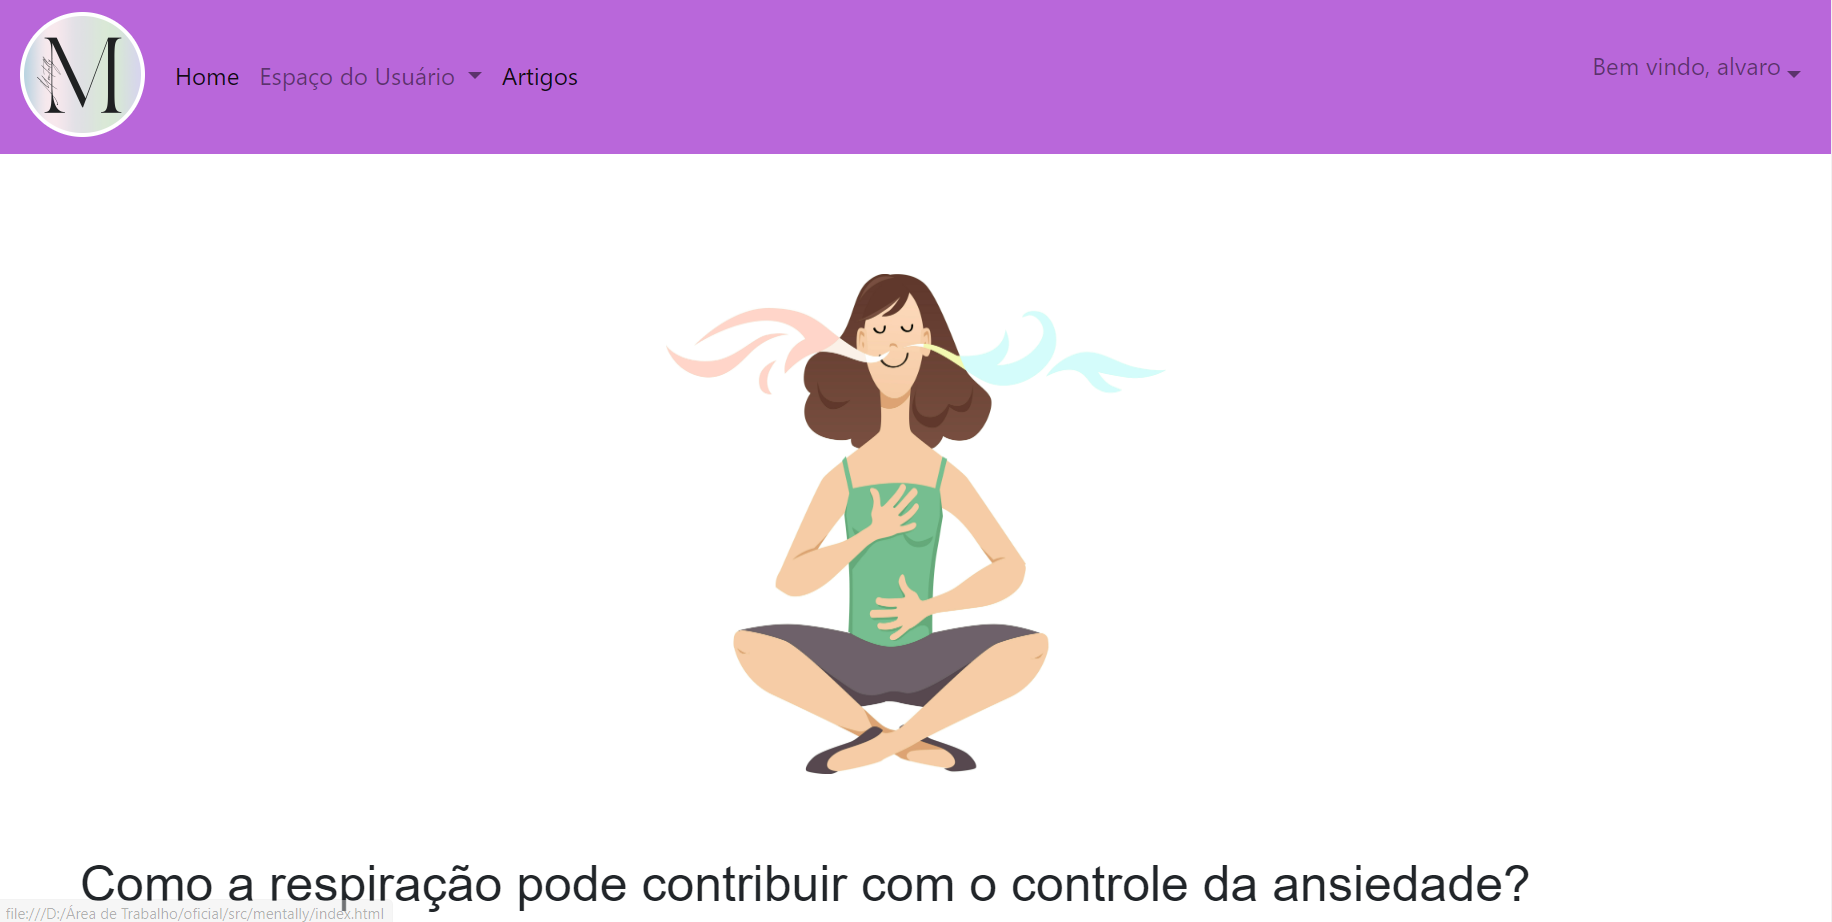 M
Home Espaço do Usuário Artigos
Bem vindo, alvaro
Como a respiração pode contribuir com o controle da ansiedade?
file:///D:/Área de Trabalho/oficial/src/mentally/index.html